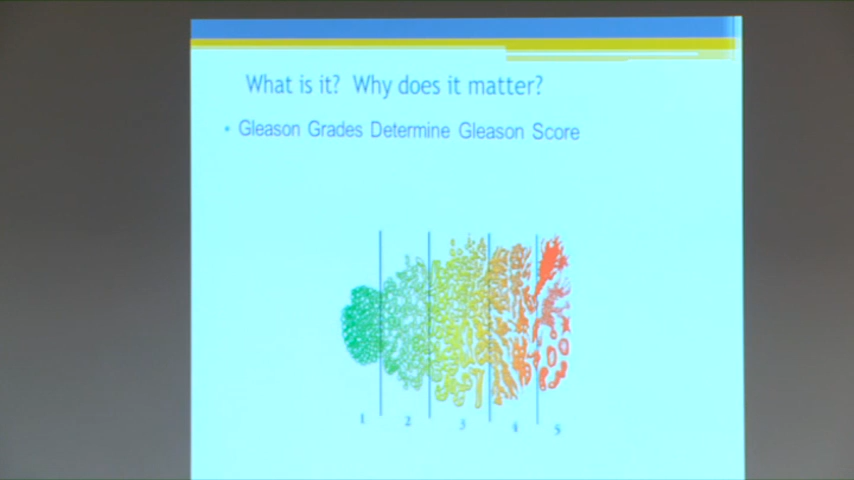 What is it? Why does it matter?
• Gleason Grades Determine Gleason Score
1 2 3 4 5